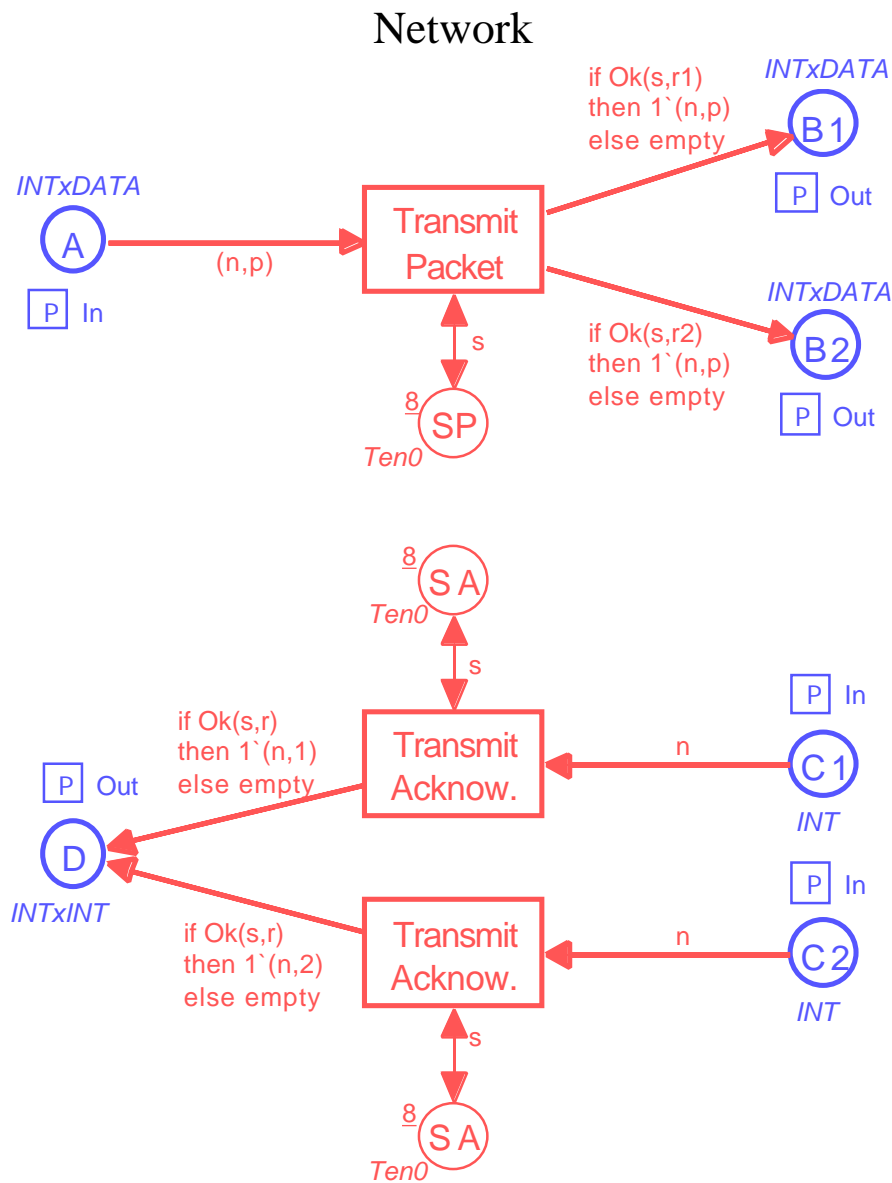 Network
if Ok(s,r1)
then 1`(n,p)
else empty
INTxDATA
B1
P Out
INTxDATA
A
P In
(n,p)
Transmit
Packet
INTxDATA
B2
P Out
if Ok(s,r2)
then 1`(n,p)
else empty
s
8
SP
Ten0
8
SA
Ten0
s
P In
C1
INT
n
Transmit
Acknow.
if Ok(s,r)
then 1`(n,1)
else empty
P Out
D
INTxINT
if Ok(s,r)
then 1`(n,2)
else empty
Transmit
Acknow.
n
P In
C2
INT
s
8
SA
Ten0